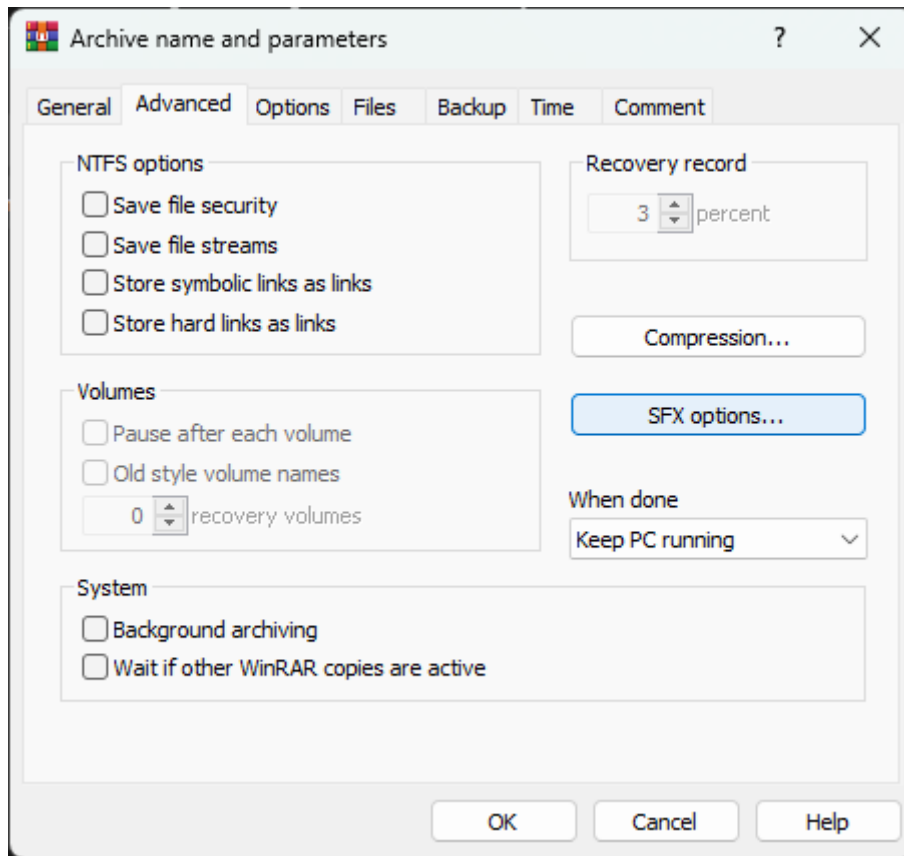 Archive name and parameters
?
General Advanced Options Files Backup Time Comment
NTFS options
Save file security
Save file streams
Store symbolic links as links
Store hard links as links
Recovery record
3 percent
Compression...
SFX options...
Volumes
Pause after each volume
Old style volume names
0 recovery volumes
When done
Keep PC running
System
Background archiving
Wait if other WinRAR copies are active
OK Cancel Help